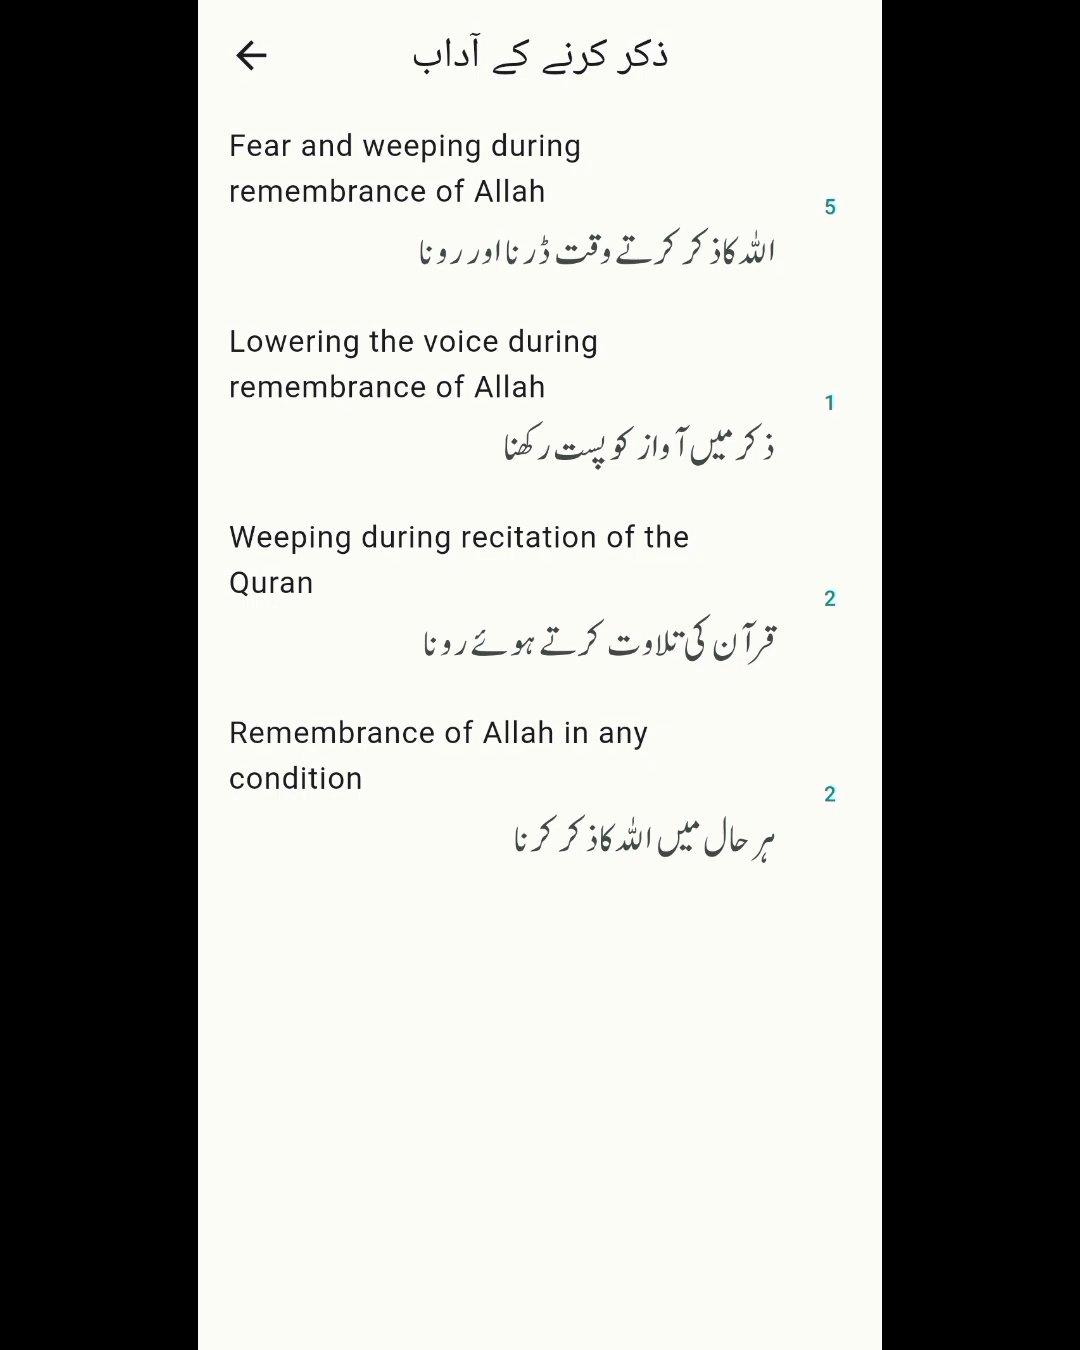 ذکر کرنے کے آداب
Fear and weeping during
remembrance of Allah
5
اللہ کا ذکر کرتے وقت ڈرنا اور رونا
Lowering the voice during
remembrance of Allah
1
ذکر میں آواز کو پست رکھنا
Weeping during recitation of the
Quran
2
قرآن کی تلاوت کرتے ہوئے رونا
Remembrance of Allah in any
condition
2
ہر حال میں اللہ کا ذکر کرنا